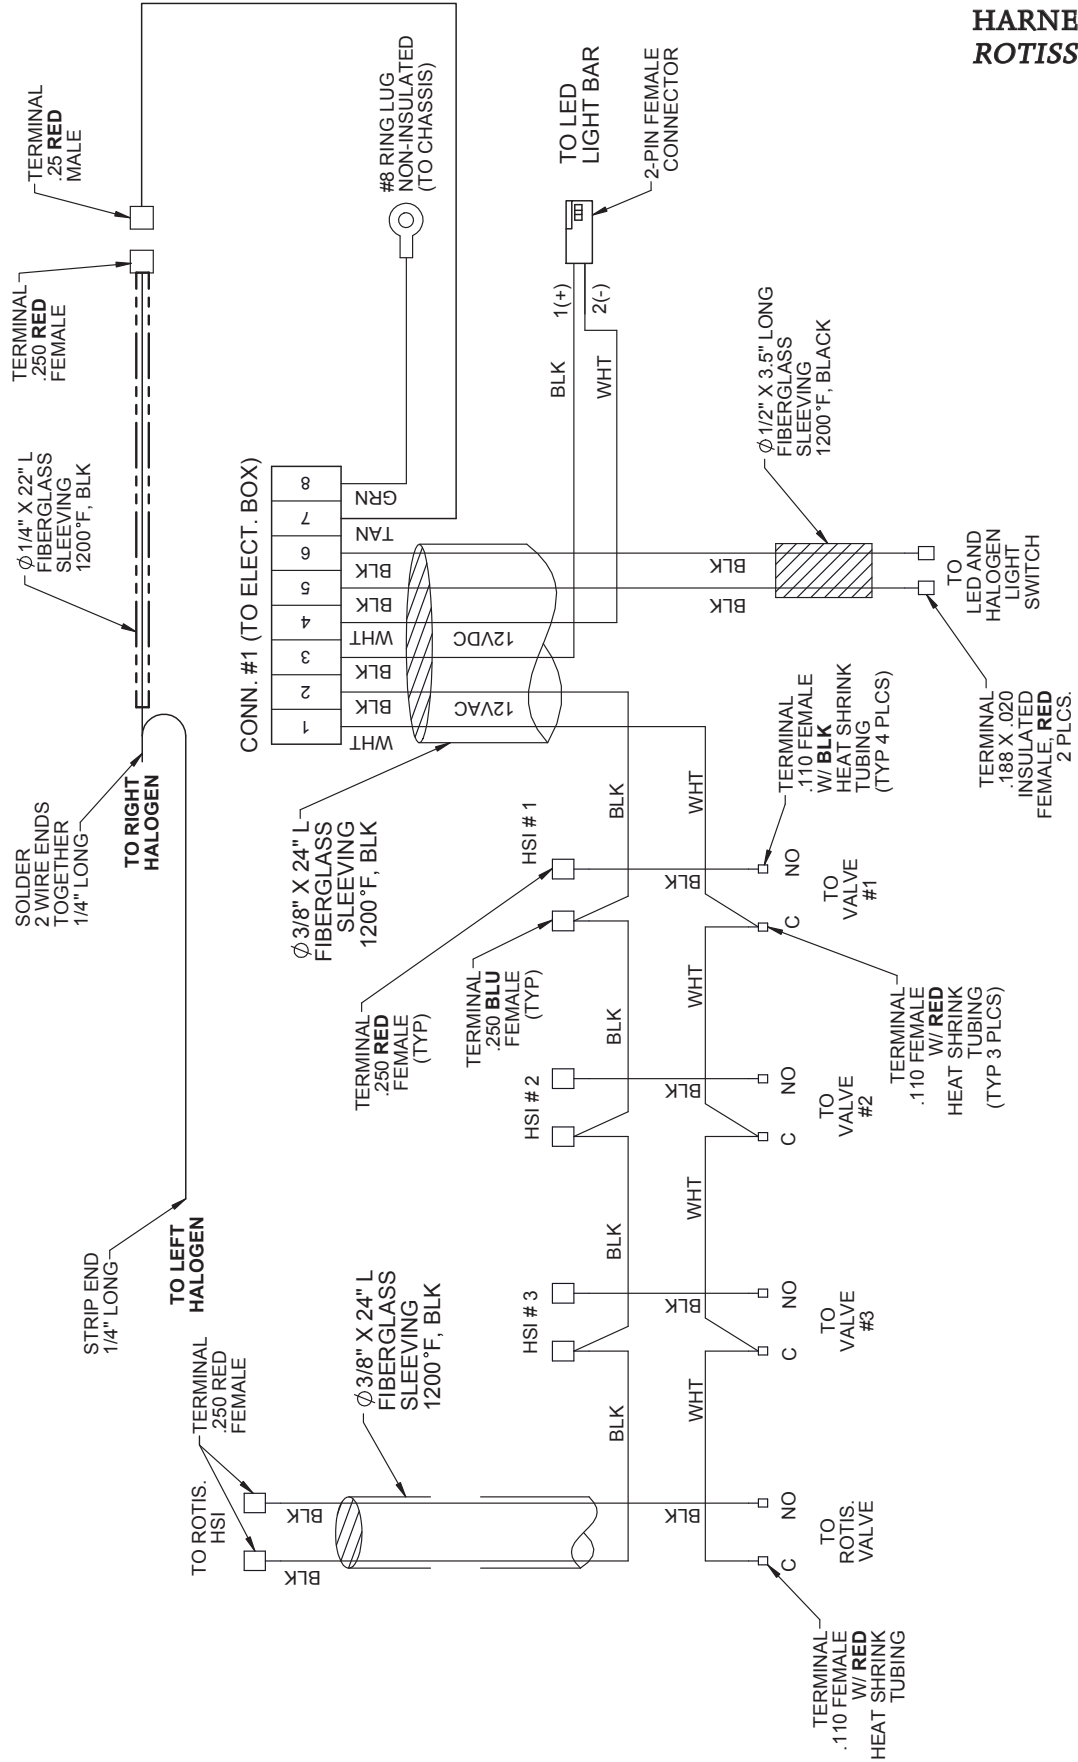 HARNE
ROTISS
STRIP END
1/4" LONG
TO LEFT
HALOGEN
SOLDER
2 WIRE ENDS
TOGETHER
1/4" LONG
TO RIGHT
HALOGEN
Ø 1/4" X 22" L
FIBERGLASS
SLEEVING
1200°F, BLK
TERMINAL
.250 RED
FEMALE
TERMINAL
.25 RED
MALE
TO ROTIS.
HSI
TERMINAL
.250 RED
FEMALE
BLK
BLK
Ø 3/8" X 24" L
FIBERGLASS
SLEEVING
1200°F, BLK
Ø 3/8" X 24" L
FIBERGLASS
SLEEVING
1200°F, BLK
CONN. #1 (TO ELECT. BOX)
1
2
3
4
5
6
7
8
WHT
BLK
BLK
WHT
BLK
BLK
TAN
GRN
12VAC
12VDC
#8 RING LUG
NON-INSULATED
(TO CHASSIS)
TERMINAL
.250 RED
FEMALE
(TYP)
TERMINAL
.250 BLU
FEMALE
(TYP)
HSI # 3
HSI # 2
HSI # 1
BLK
BLK
BLK
BLK
BLK
WHT
1(+)
2(-)
TO LED
LIGHT BAR
2-PIN FEMALE
CONNECTOR
BLK
BLK
BLK
BLK
WHT
WHT
WHT
WHT
BLK
BLK
Ø 1/2" X 3.5" LONG
FIBERGLASS
SLEEVING
1200°F, BLACK
C
NO
C
NO
C
NO
C
NO
TO
ROTIS.
VALVE
TO
VALVE
#3
TO
VALVE
#2
TO
VALVE
#1
TERMINAL
.110 FEMALE
W/ BLK
HEAT SHRINK
TUBING
(TYP 4 PLCS)
TERMINAL
.110 FEMALE
W/ RED
HEAT SHRINK
TUBING
TERMINAL
.110 FEMALE
W/ RED
HEAT SHRINK
TUBING
(TYP 3 PLCS)
TERMINAL
.188 X .020
INSULATED
FEMALE, RED
2 PLCS.
TO
LED AND
HALOGEN
LIGHT
SWITCH